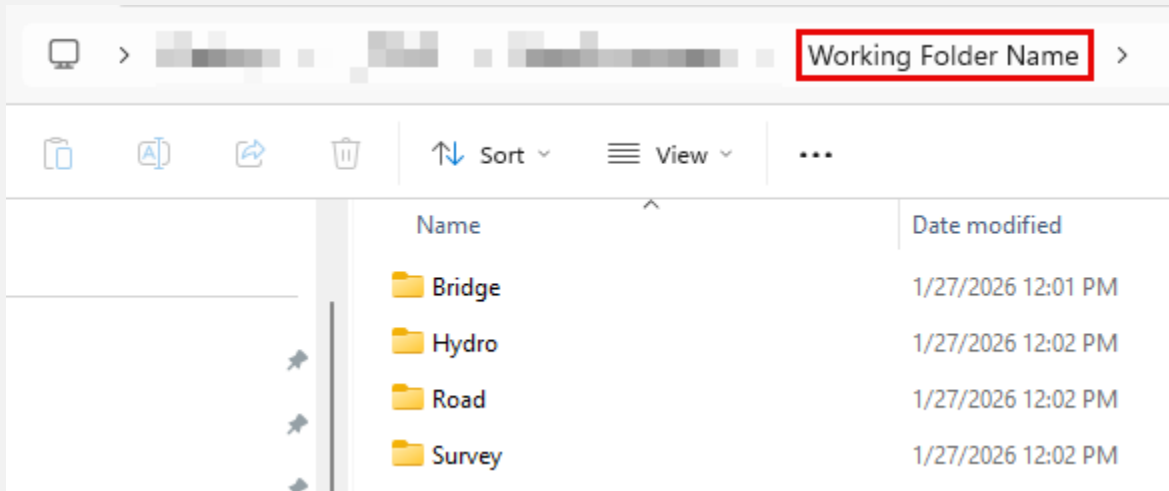 Working Folder Name
Sort View
Name Date modified
Bridge 1/27/2026 12:01 PM
Hydro 1/27/2026 12:02 PM
Road 1/27/2026 12:02 PM
Survey 1/27/2026 12:02 PM